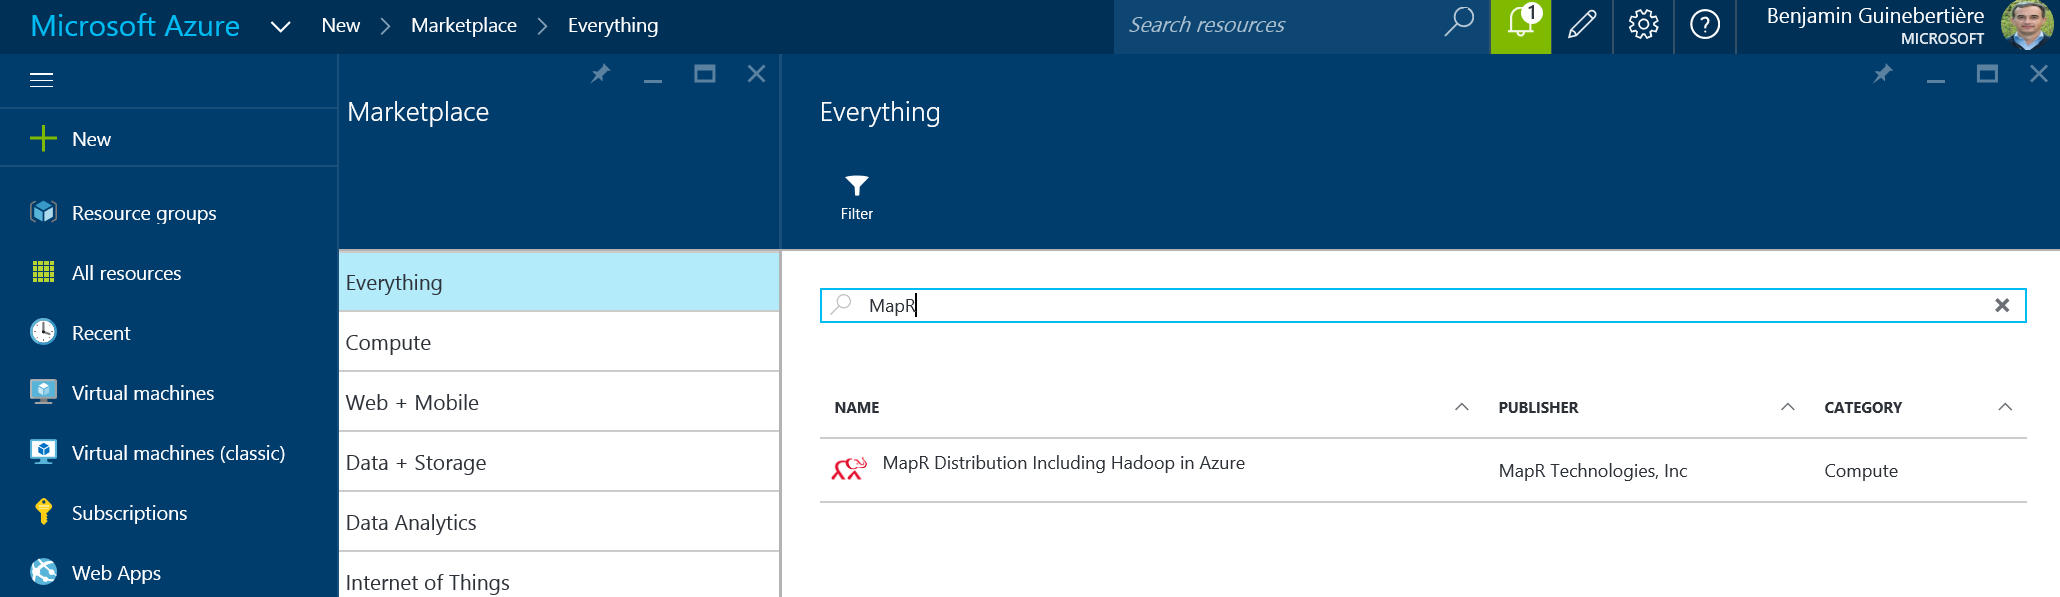 Microsoft Azure
New
Marketplace
Everything
Search resources
1
Benjamin Guinebertière
MICROSOFT
New
Resource groups
All resources
Recent
Virtual machines
Virtual machines (classic)
Subscriptions
Web Apps
Marketplace
Everything
Compute
Web + Mobile
Data + Storage
Data Analytics
Internet of Things
Everything
Filter
MapR
NAME PUBLISHER CATEGORY
MapR Distribution Including Hadoop in Azure MapR Technologies, Inc Compute